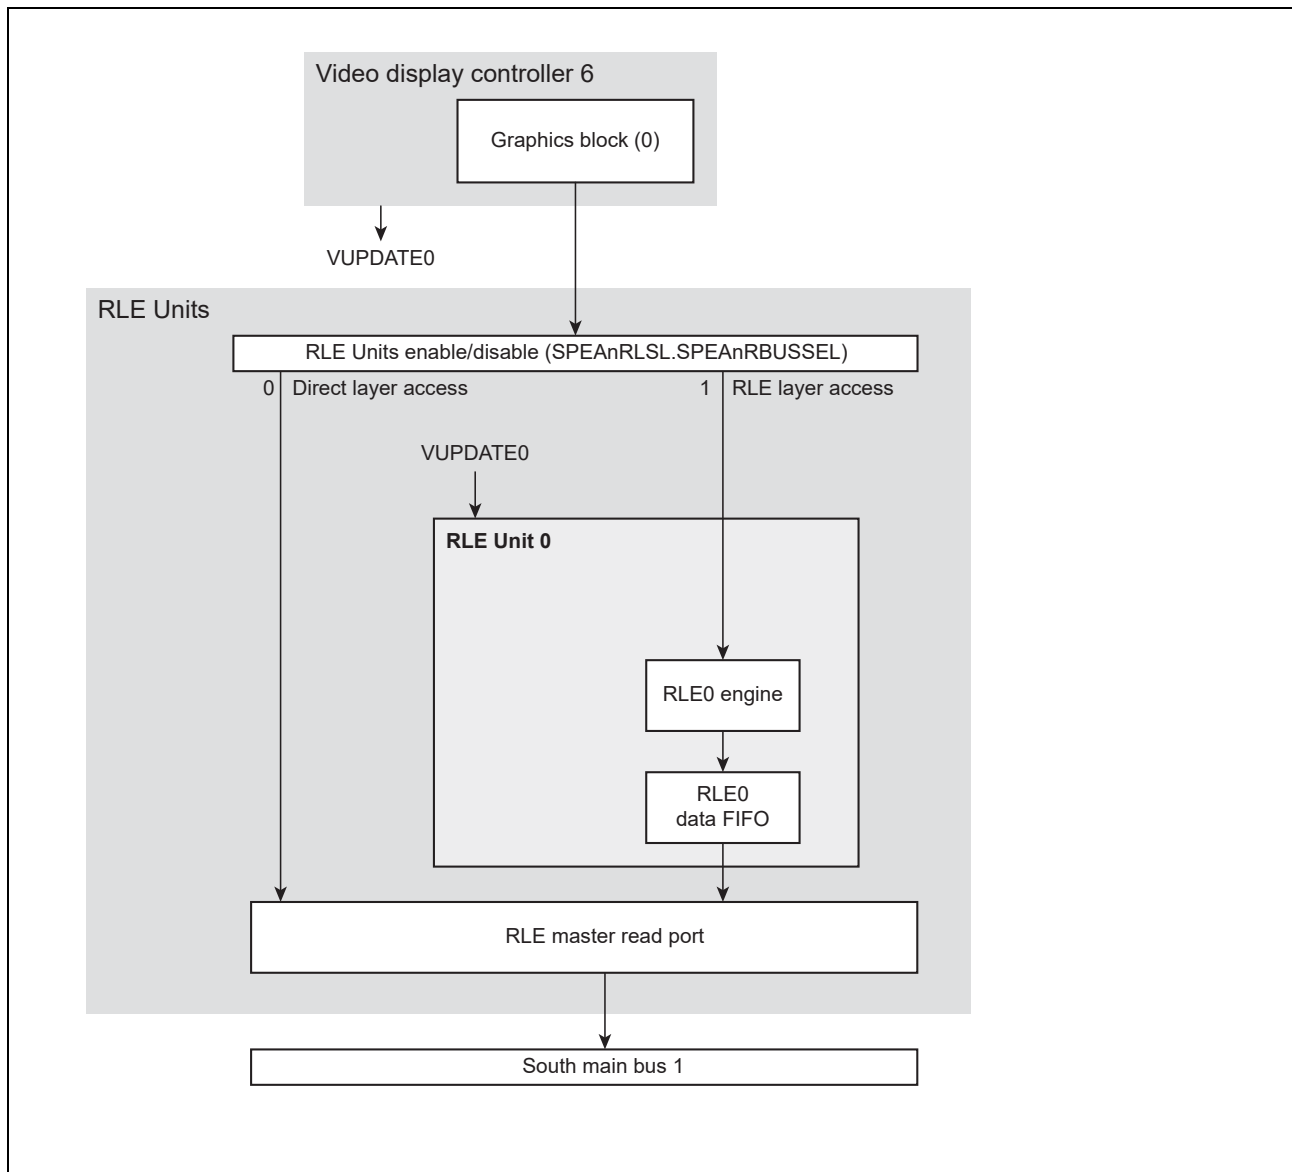 Video display controller 6
Graphics block (0)
VUPDATE0
RLE Units
RLE Units enable/disable (SPEAnRLSL.SPEAnRBUSSEL)
0 Direct layer access
1 RLE layer access
VUPDATE0
RLE Unit 0
RLE0 engine
RLE0
data FIFO
RLE master read port
South main bus 1